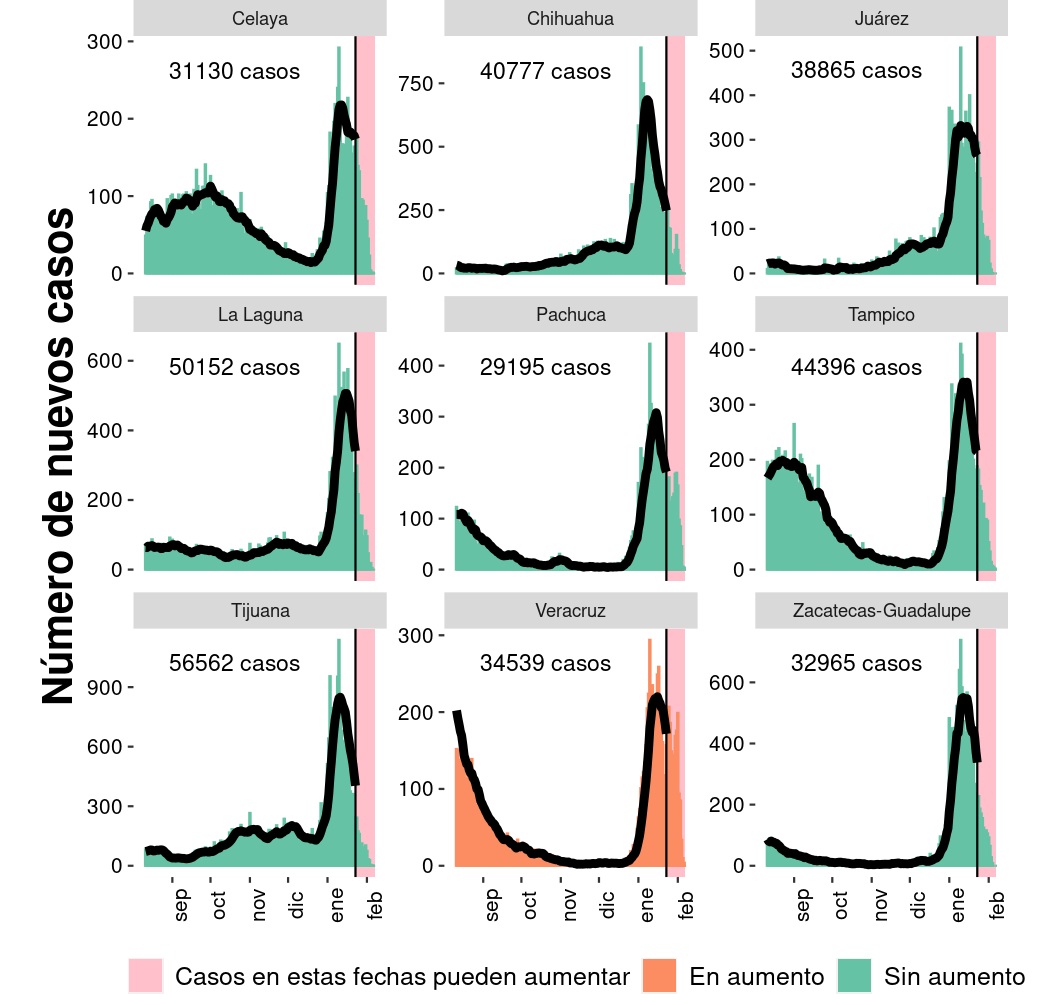 Número de nuevos casos
Celaya
31130 casos
300
200
100
0
Chihuahua
40777 casos
750
500
250
0
Juárez
38865 casos
500
400
300
200
100
0
La Laguna
50152 casos
600
400
200
0
Pachuca
29195 casos
400
300
200
100
0
Tampico
44396 casos
400
300
200
100
0
Tijuana
56562 casos
900
600
300
0
sep oct nov dic ene feb
Veracruz
34539 casos
300
200
100
0
sep oct nov dic ene feb
Zacatecas-Guadalupe
32965 casos
600
400
200
0
sep oct nov dic ene feb
Casos en estas fechas pueden aumentar En aumento Sin aumento